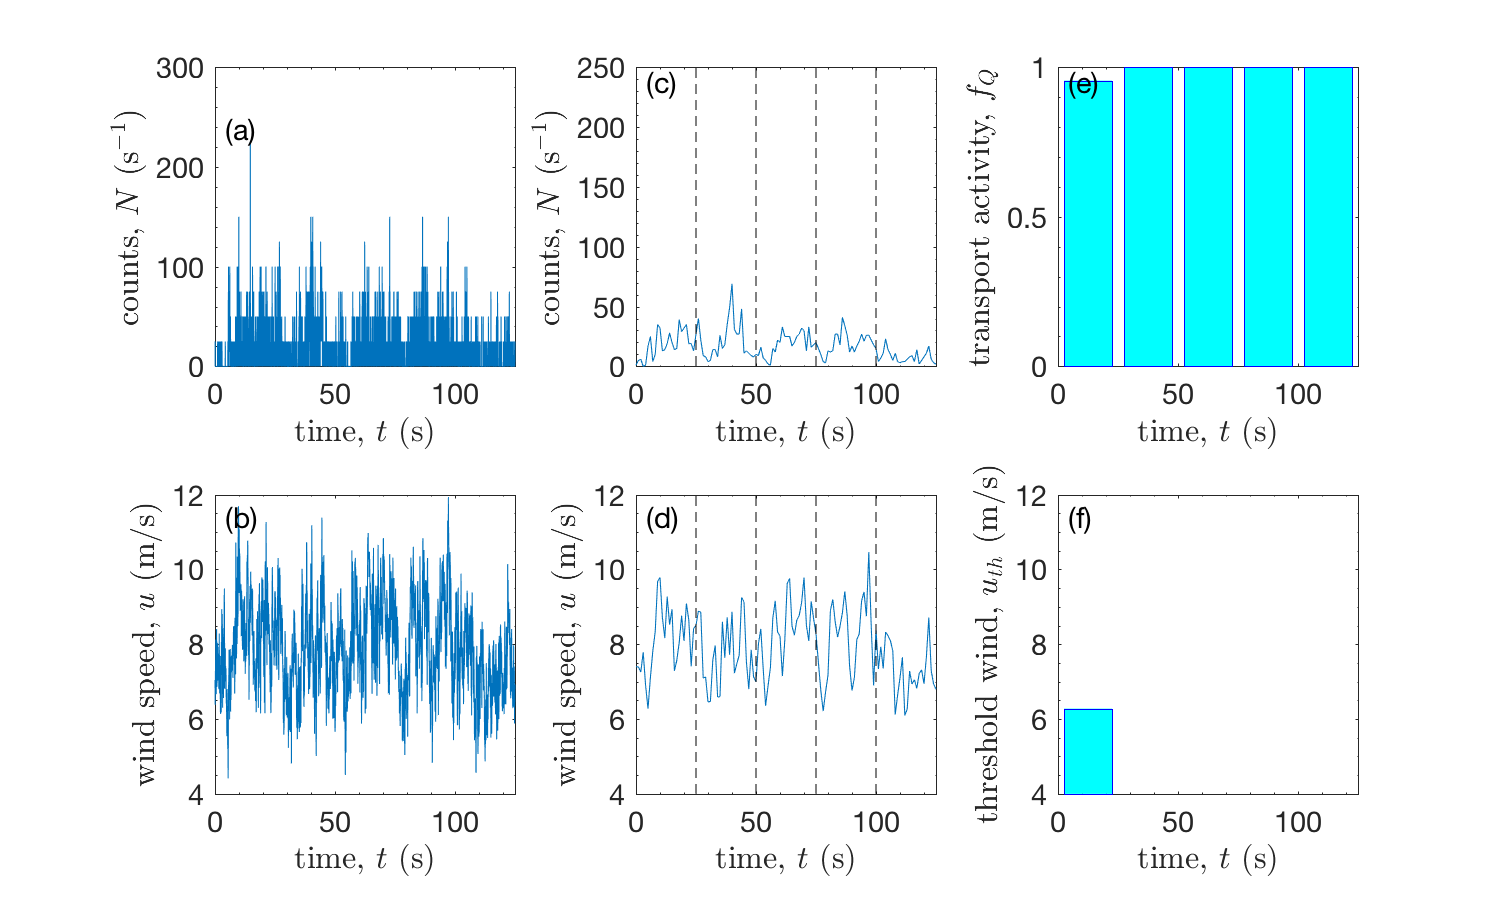 300
200
100
0
counts, N (s⁻¹)
(a)
0 50 100
time, t (s)
250
200
150
100
50
0
counts, N (s⁻¹)
(c)
0 50 100
time, t (s)
1
0.5
0
transport activity, f_Q
(e)
0 50 100
time, t (s)
12
10
8
6
4
wind speed, u (m/s)
(b)
0 50 100
time, t (s)
12
10
8
6
4
wind speed, u (m/s)
(d)
0 50 100
time, t (s)
12
10
8
6
4
threshold wind, u_th (m/s)
(f)
0 50 100
time, t (s)